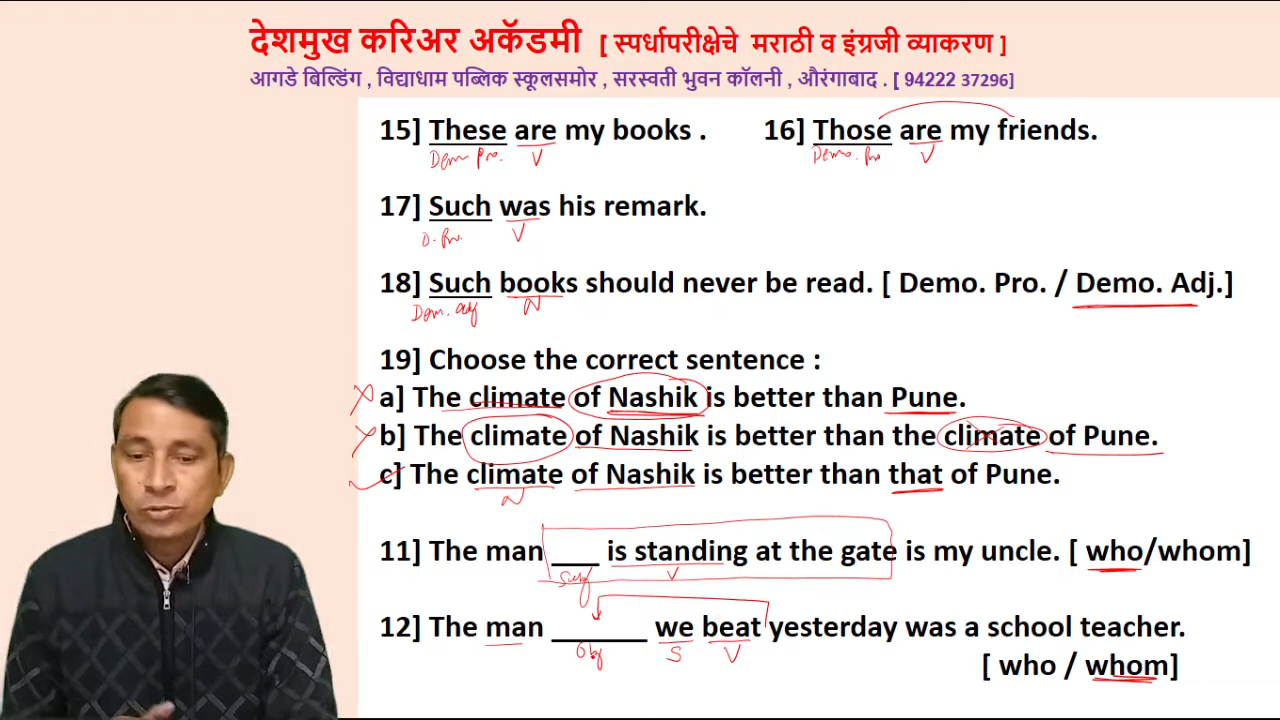 देशमुख करिअर अकॅडमी [ स्पर्धापरीक्षेचे मराठी व इंग्रजी व्याकरण ]
आगडे बिल्डिंग , विद्याधाम पब्लिक स्कूलसमोर , सरस्वती भुवन कॉलनी , औरंगाबाद . [ 94222 37296]
15] These are my books . 16] Those are my friends.
Dem pro. V Demo. Pro V
17] Such was his remark.
D. Pro. V
18] Such books should never be read. [ Demo. Pro. / Demo. Adj.]
Dem. adj N
19] Choose the correct sentence :
a] The climate of Nashik is better than Pune.
b] The climate of Nashik is better than the climate of Pune.
c] The climate of Nashik is better than that of Pune.
N
11] The man ___ is standing at the gate is my uncle. [ who/whom]
Subj V
12] The man ______ we beat yesterday was a school teacher.
Obj S V
[ who / whom]